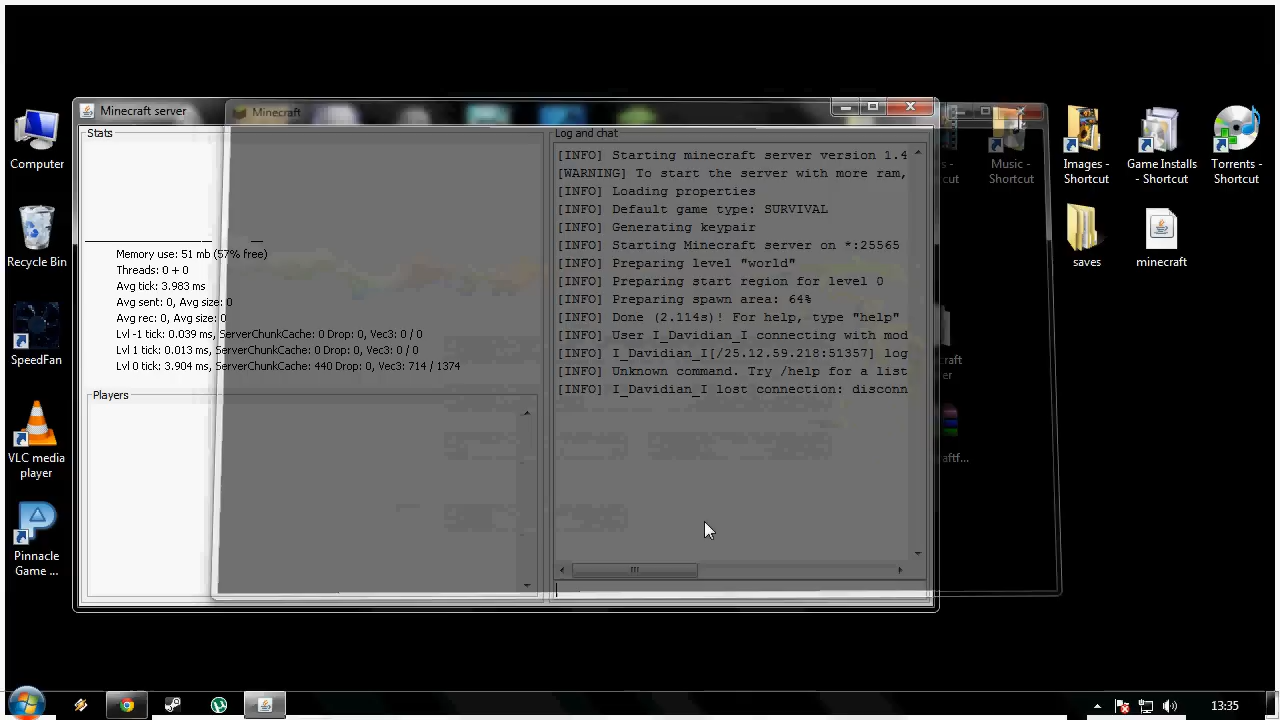 Minecraft server
Minecraft
Stats
Memory use: 51 mb (57% free)
Threads: 0 + 0
Avg tick: 3.983 ms
Avg sent: 0, Avg size: 0
Avg rec: 0, Avg size: 0
Lvl -1 tick: 0.039 ms, ServerChunkCache: 0 Drop: 0, Vec3: 0 / 0
Lvl 1 tick: 0.013 ms, ServerChunkCache: 0 Drop: 0, Vec3: 0 / 0
Lvl 0 tick: 3.904 ms, ServerChunkCache: 440 Drop: 0, Vec3: 714 / 1374
Players
Log and chat
[INFO] Starting minecraft server version 1.4
[WARNING] To start the server with more ram,
[INFO] Loading properties
[INFO] Default game type: SURVIVAL
[INFO] Generating keypair
[INFO] Starting Minecraft server on *:25565
[INFO] Preparing level "world"
[INFO] Preparing start region for level 0
[INFO] Preparing spawn area: 64%
[INFO] Done (2.114s)! For help, type "help"
[INFO] User I_Davidian_I connecting with mod
[INFO] I_Davidian_I[/25.12.59.218:51357] log
[INFO] Unknown command. Try /help for a list
[INFO] I_Davidian_I lost connection: disconn
Computer
Recycle Bin
SpeedFan
VLC media
player
Pinnacle
Game ...
s -
cut
Music -
Shortcut
Images -
Shortcut
Game Installs
- Shortcut
Torrents -
Shortcut
saves
minecraft
craft
er
craftf...
13:35